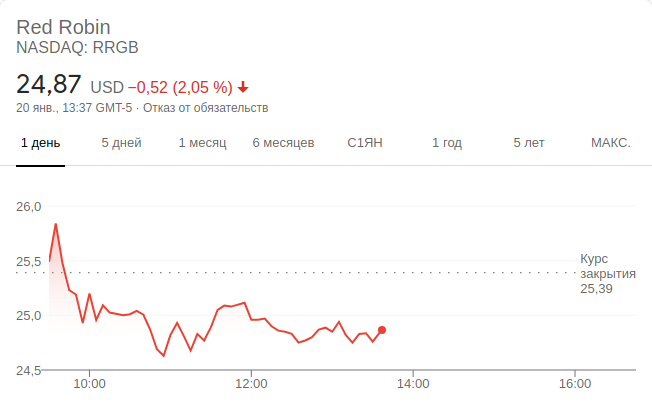 Red Robin
NASDAQ: RRGB
24,87 USD −0,52 (2,05 %)
20 янв., 13:37 GMT-5 · Отказ от обязательств
1 день 5 дней 1 месяц 6 месяцев С1ЯН 1 год 5 лет МАКС.
26,0
25,5
25,0
24,5
Курс
закрытия
25,39
10:00 12:00 14:00 16:00